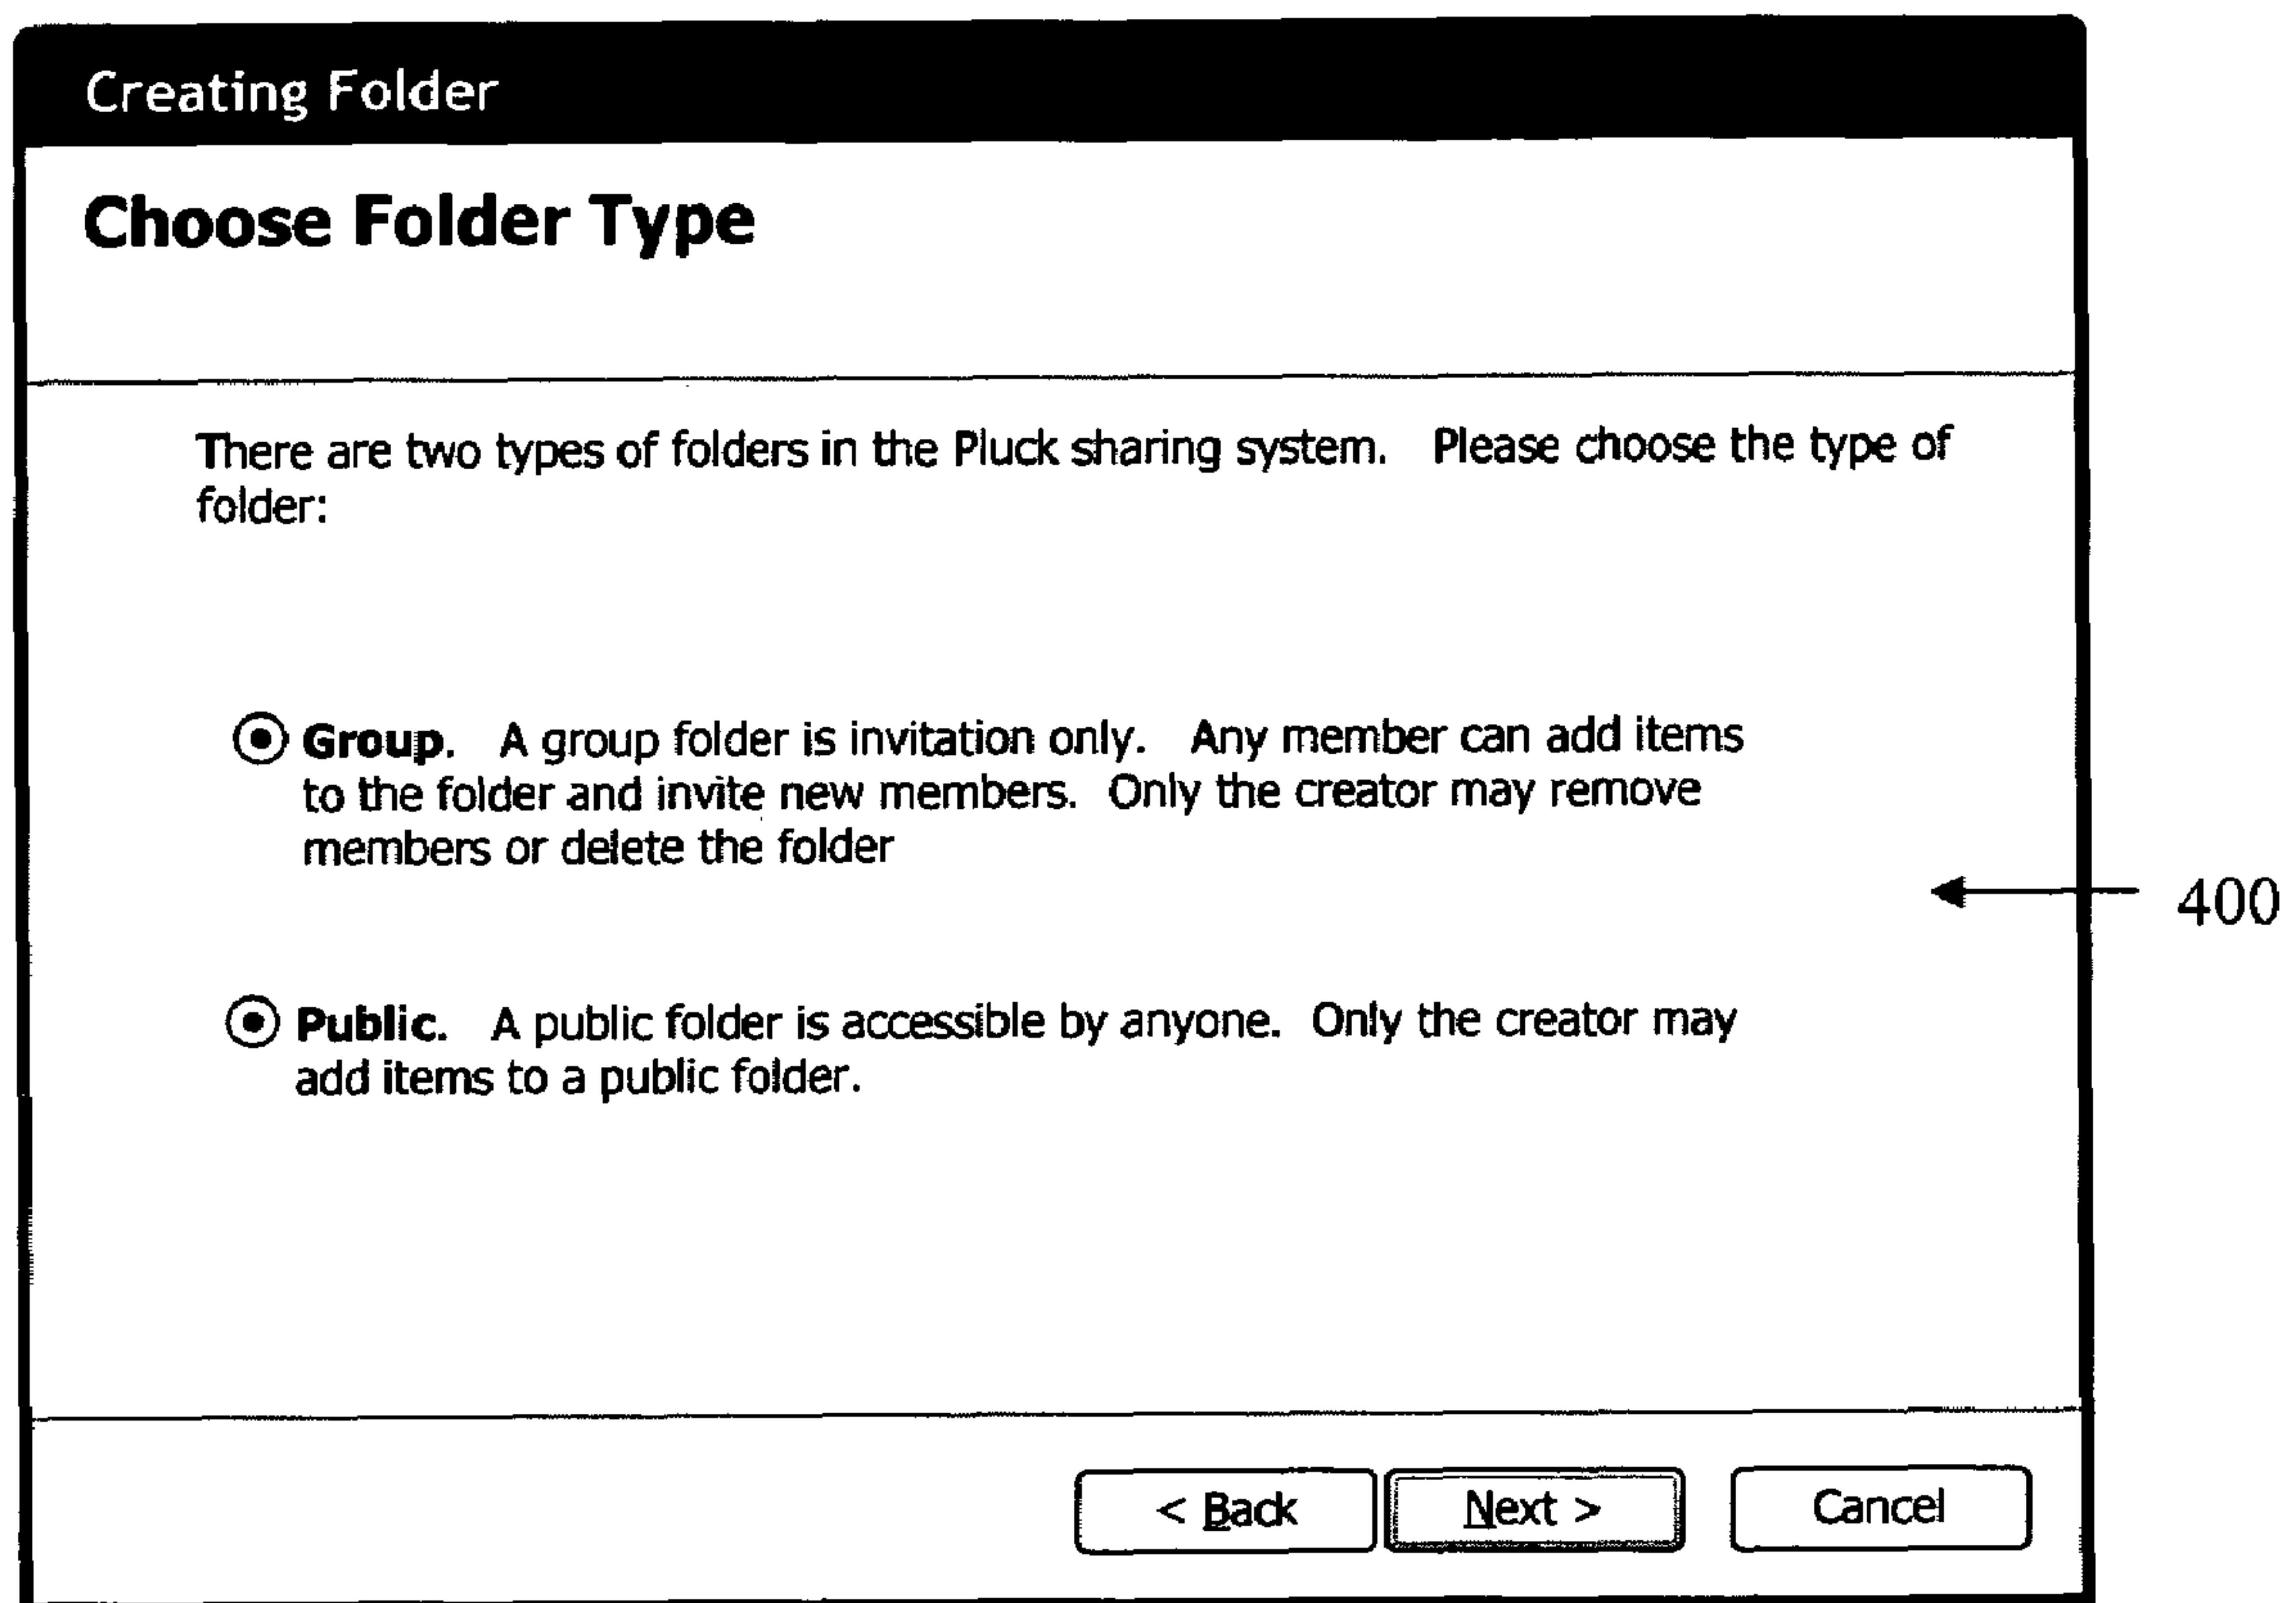 Creating Folder
Choose Folder Type
There are two types of folders in the Pluck sharing system. Please choose the type of
folder:
Group. A group folder is invitation only. Any member can add items
to the folder and invite new members. Only the creator may remove
members or delete the folder
400
Public. A public folder is accessible by anyone. Only the creator may
add items to a public folder.
< Back Next > Cancel